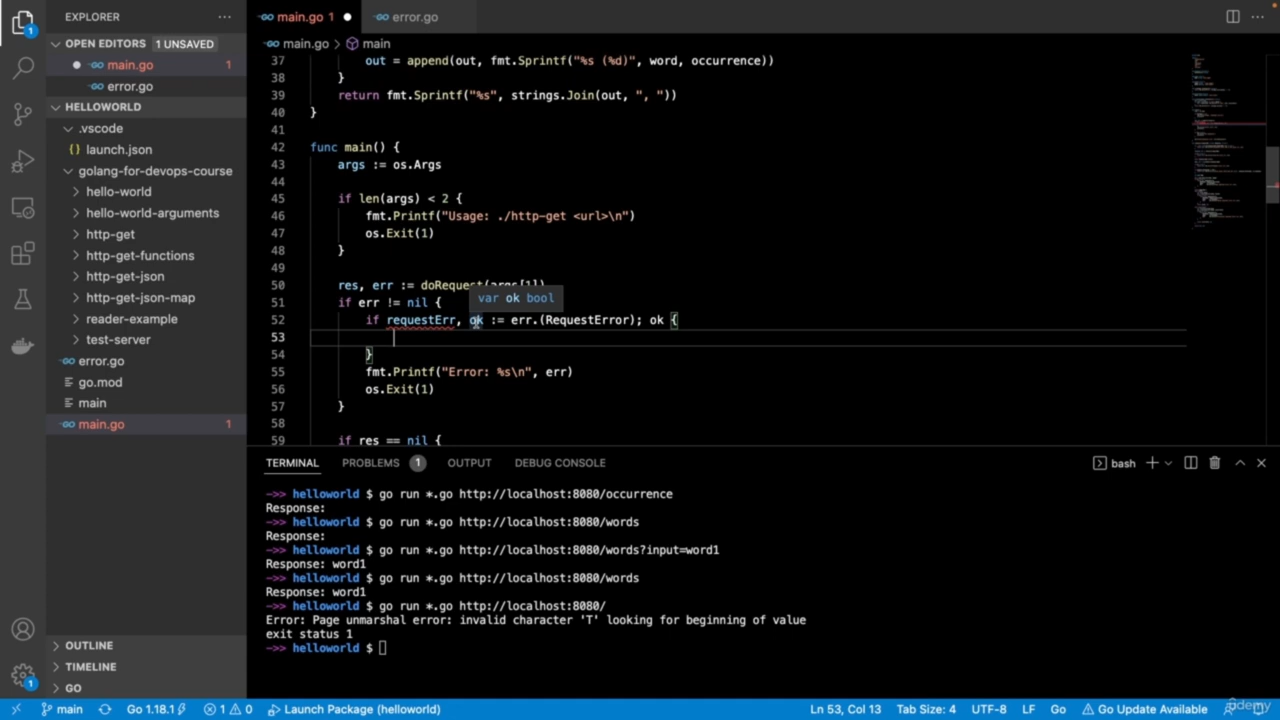 EXPLORER
···
main.go 1
error.go
OPEN EDITORS 1 UNSAVED
main.go 1
error.go
HELLOWORLD
.vscode
{} launch.json
golang-for-devops-course
hello-world
hello-world-arguments
http-get
http-get-functions
http-get-json
http-get-json-map
reader-example
test-server
error.go
go.mod
main
main.go 1
OUTLINE
TIMELINE
GO
main.go > main
37 out = append(out, fmt.Sprintf("%s (%d)", word, occurrence))
38 }
39 return fmt.Sprintf("%s", strings.Join(out, ", "))
40 }
41
42 func main() {
43 args := os.Args
44
45 if len(args) < 2 {
46 fmt.Printf("Usage: ./http-get <url>\n")
47 os.Exit(1)
48 }
49
50 res, err := doRequest(args[1])
51 if err != nil {
var ok bool
52 if requestErr, ok := err.(RequestError); ok {
53
54 }
55 fmt.Printf("Error: %s\n", err)
56 os.Exit(1)
57 }
58
59 if res == nil {
TERMINAL PROBLEMS 1 OUTPUT DEBUG CONSOLE
bash
->> helloworld $ go run *.go http://localhost:8080/occurrence
Response:
->> helloworld $ go run *.go http://localhost:8080/words
Response:
->> helloworld $ go run *.go http://localhost:8080/words?input=word1
Response: word1
->> helloworld $ go run *.go http://localhost:8080/words
Response: word1
->> helloworld $ go run *.go http://localhost:8080/
Error: Page unmarshal error: invalid character 'T' looking for beginning of value
exit status 1
->> helloworld $
main Go 1.18.1 1 0 Launch Package (helloworld) Ln 53, Col 13 Tab Size: 4 UTF-8 LF Go Go Update Available
udemy